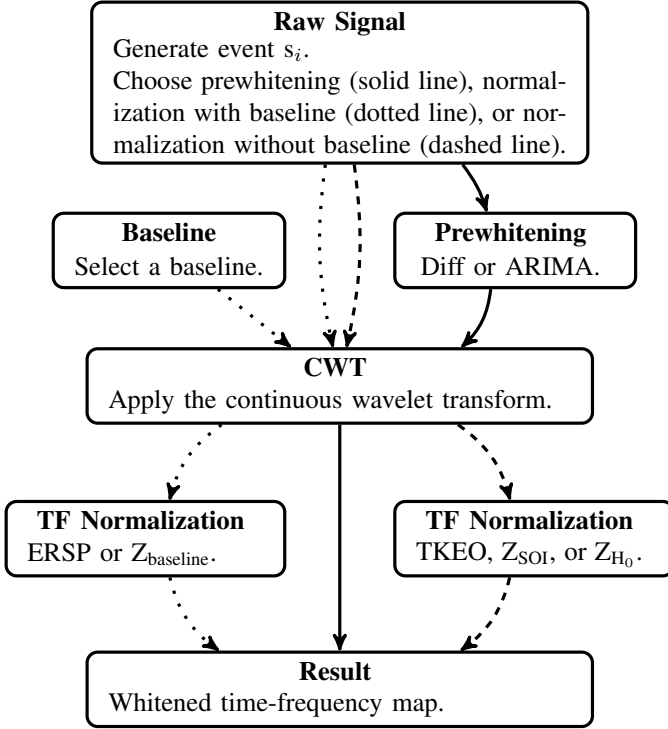 Raw Signal
Generate event s_i.
Choose prewhitening (solid line), normal-
ization with baseline (dotted line), or nor-
malization without baseline (dashed line).
Baseline
Select a baseline.
Prewhitening
Diff or ARIMA.
CWT
Apply the continuous wavelet transform.
TF Normalization
ERSP or Z_baseline.
TF Normalization
TKEO, Z_SOI, or Z_H_0.
Result
Whitened time-frequency map.